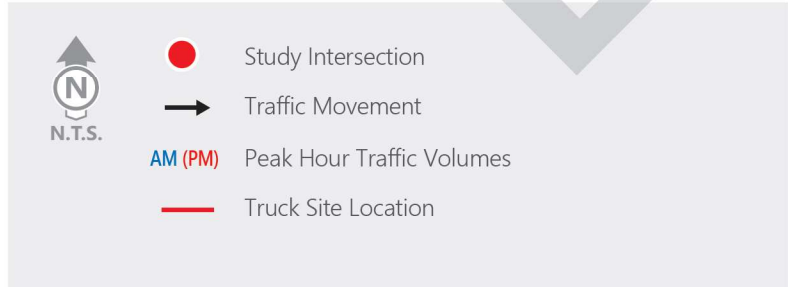 N
N.T.S.
Study Intersection
Traffic Movement
AM (PM) Peak Hour Traffic Volumes
Truck Site Location